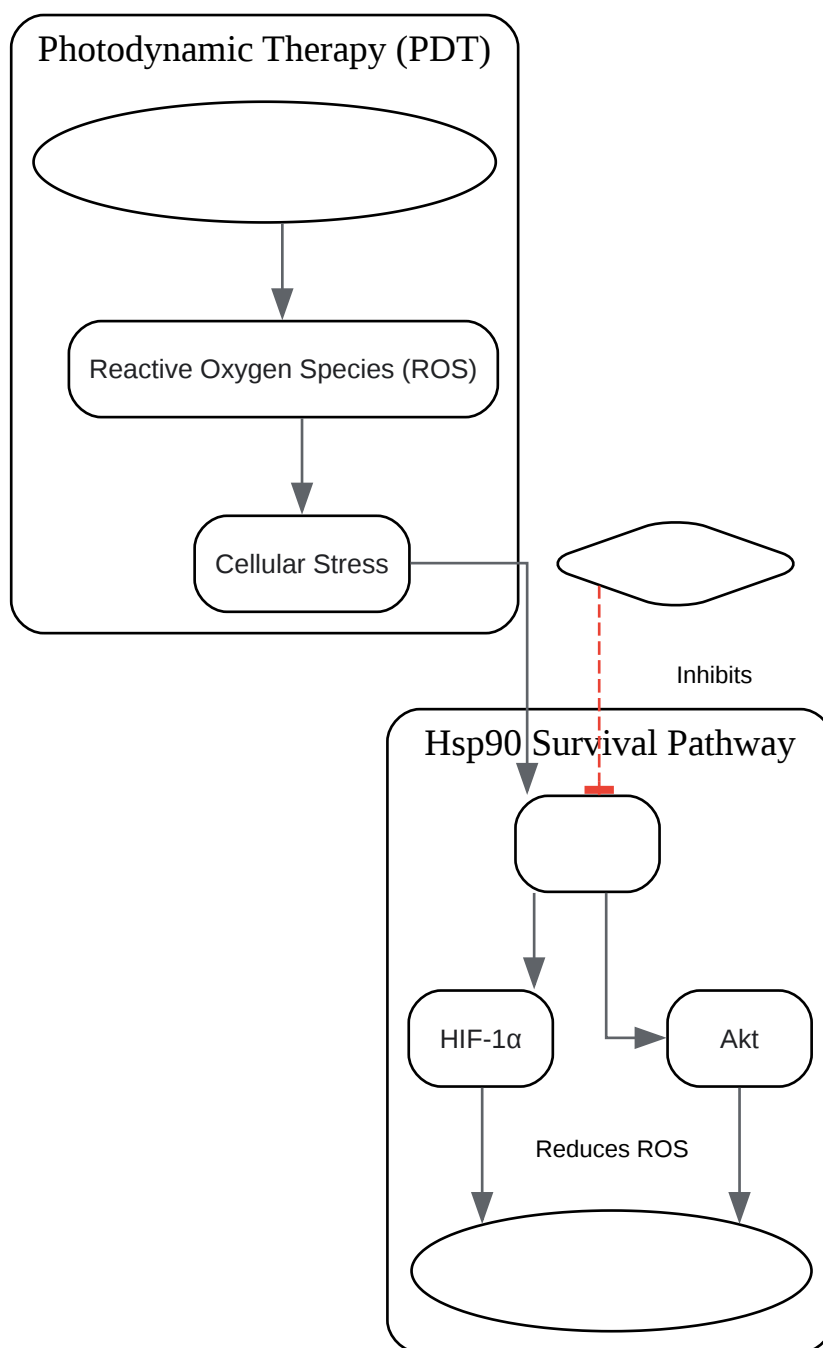 Photodynamic Therapy (PDT)
Reactive Oxygen Species (ROS)
Cellular Stress
Inhibits
Hsp90 Survival Pathway
HIF-1α
Akt
Reduces ROS